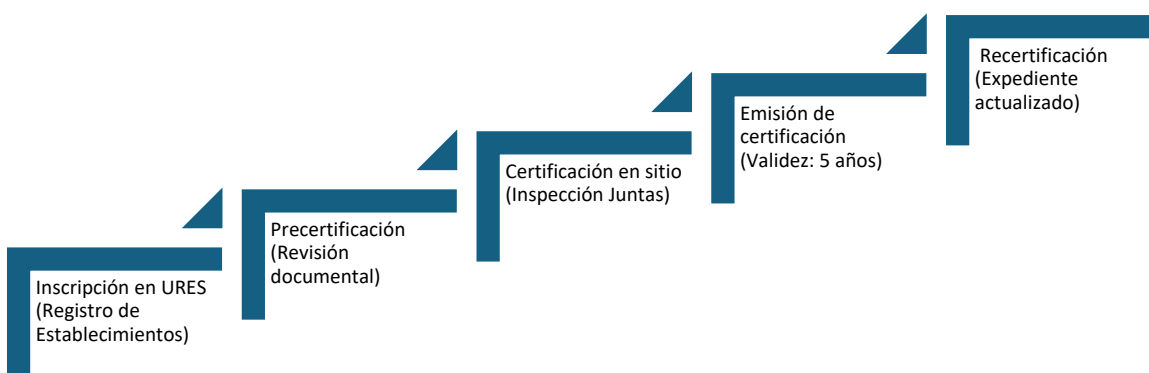 Inscripción en URES
(Registro de
Establecimientos)
Precertificación
(Revisión
documental)
Certificación en sitio
(Inspección Juntas)
Emisión de
certificación
(Validez: 5 años)
Recertificación
(Expediente
actualizado)